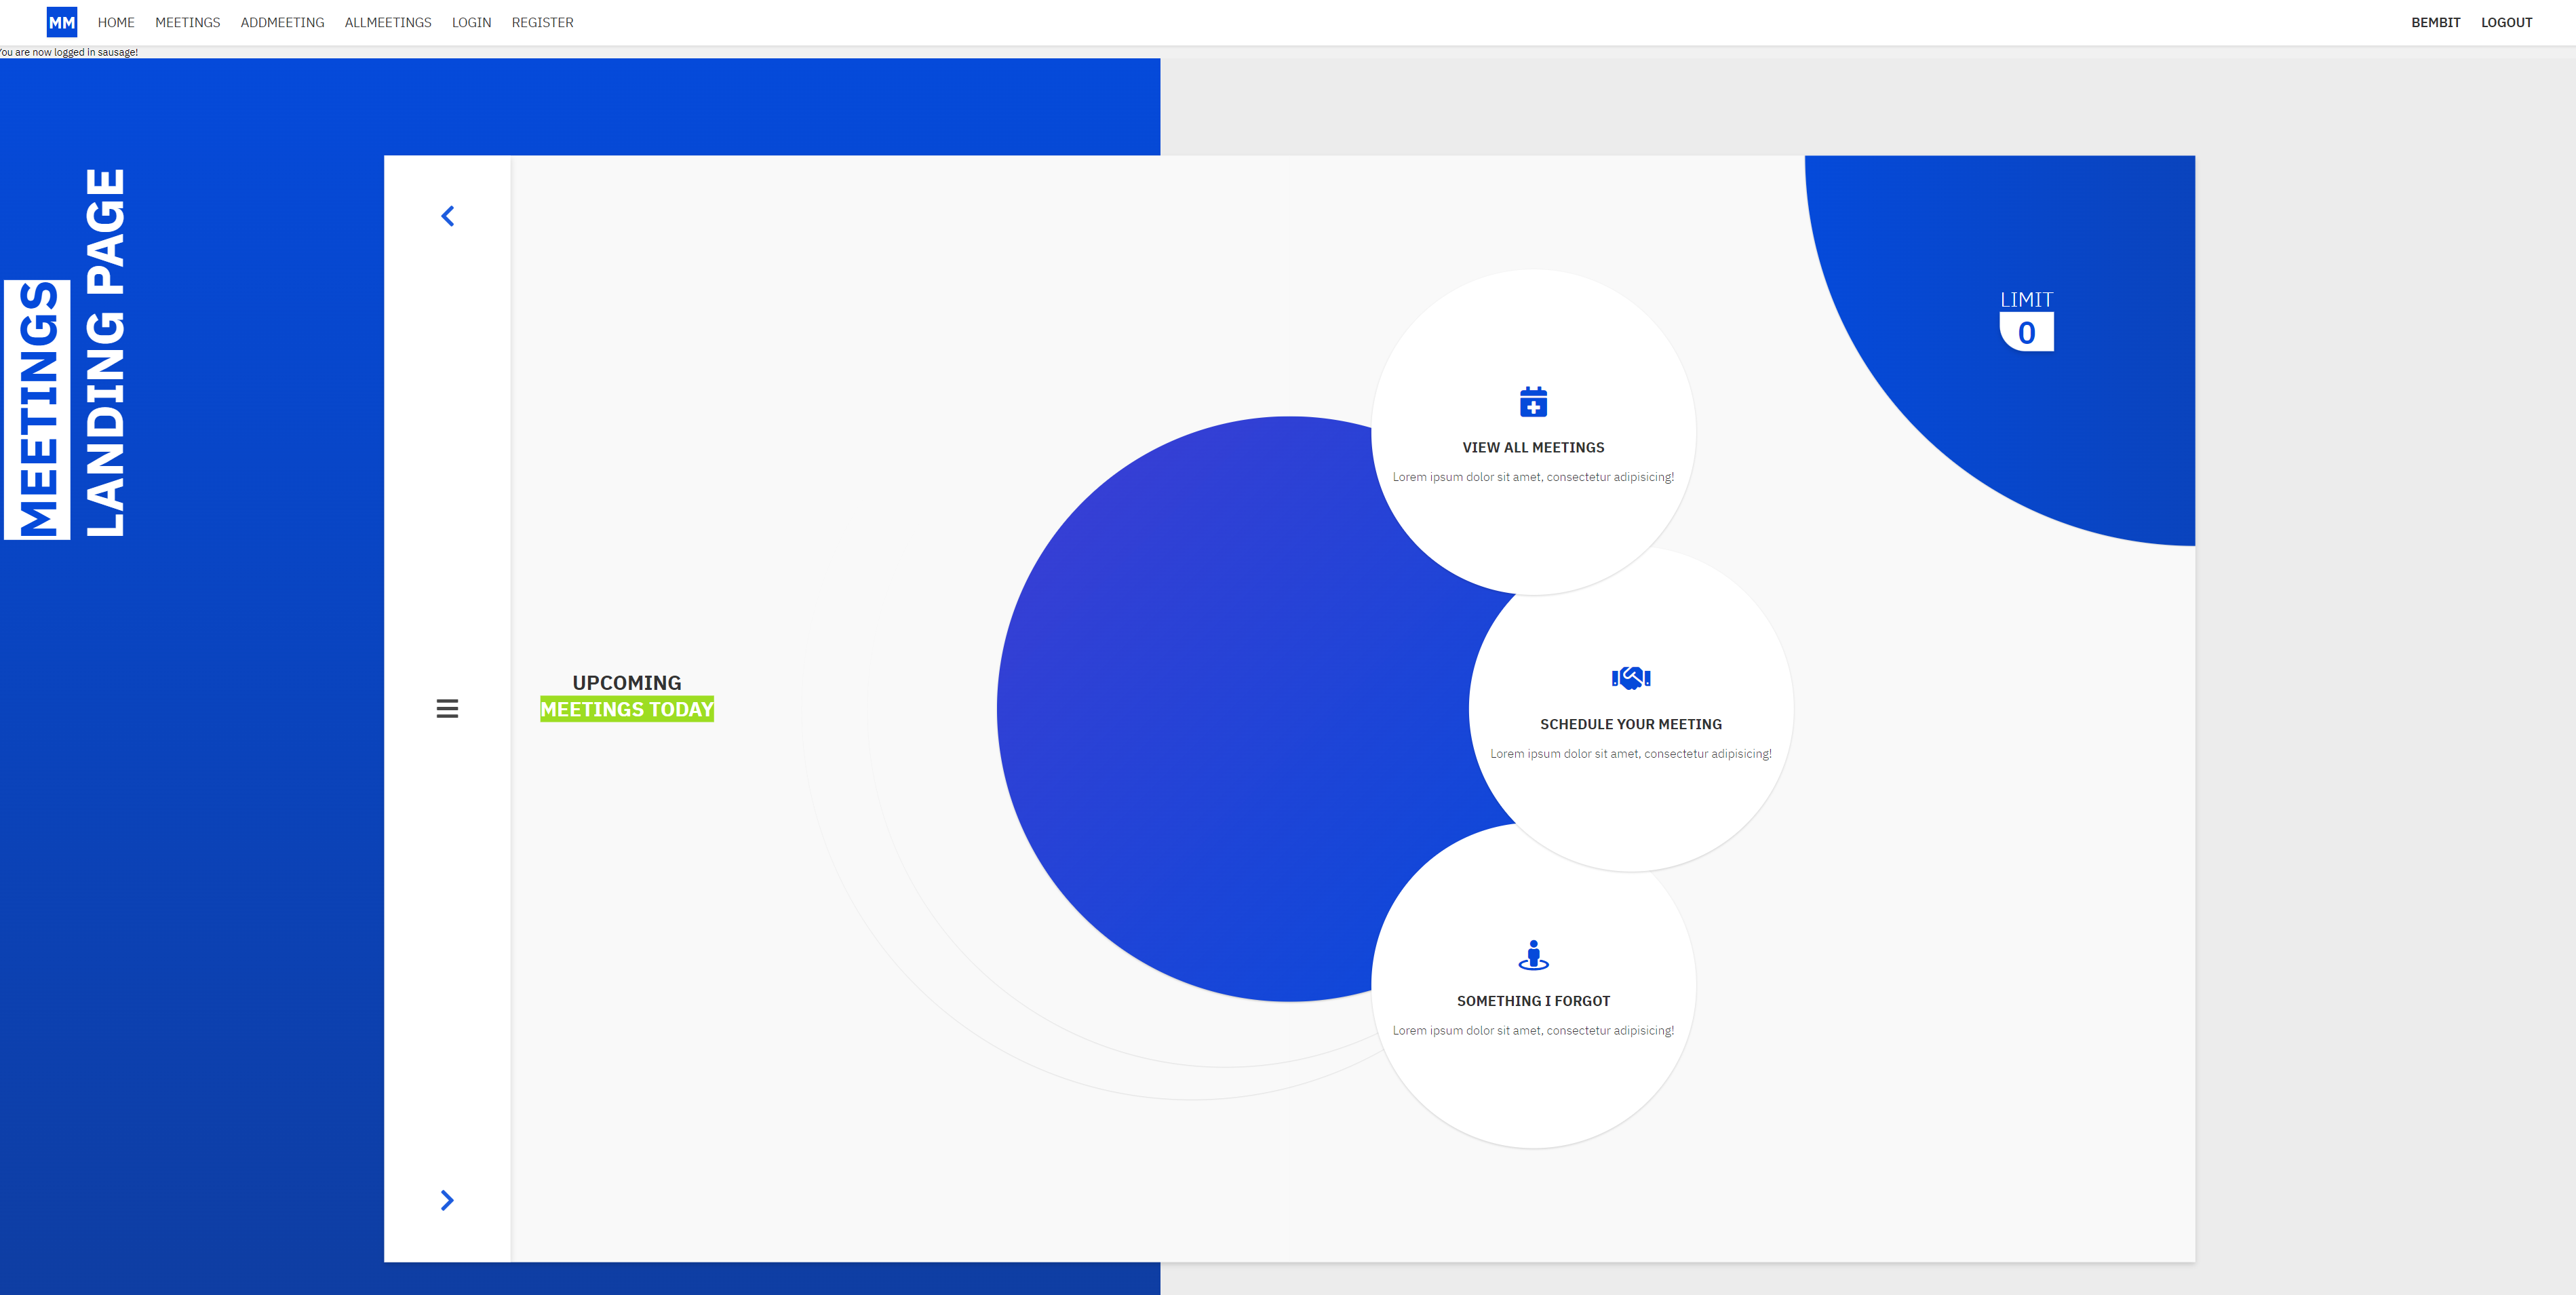 MM HOME MEETINGS ADDMEETING ALLMEETINGS LOGIN REGISTER BEMBIT LOGOUT
You are now logged in sausage!
MEETINGS
LANDING PAGE
LIMIT
0
VIEW ALL MEETINGS
Lorem ipsum dolor sit amet, consectetur adipisicing!
UPCOMING
MEETINGS TODAY
SCHEDULE YOUR MEETING
Lorem ipsum dolor sit amet, consectetur adipisicing!
SOMETHING I FORGOT
Lorem ipsum dolor sit amet, consectetur adipisicing!